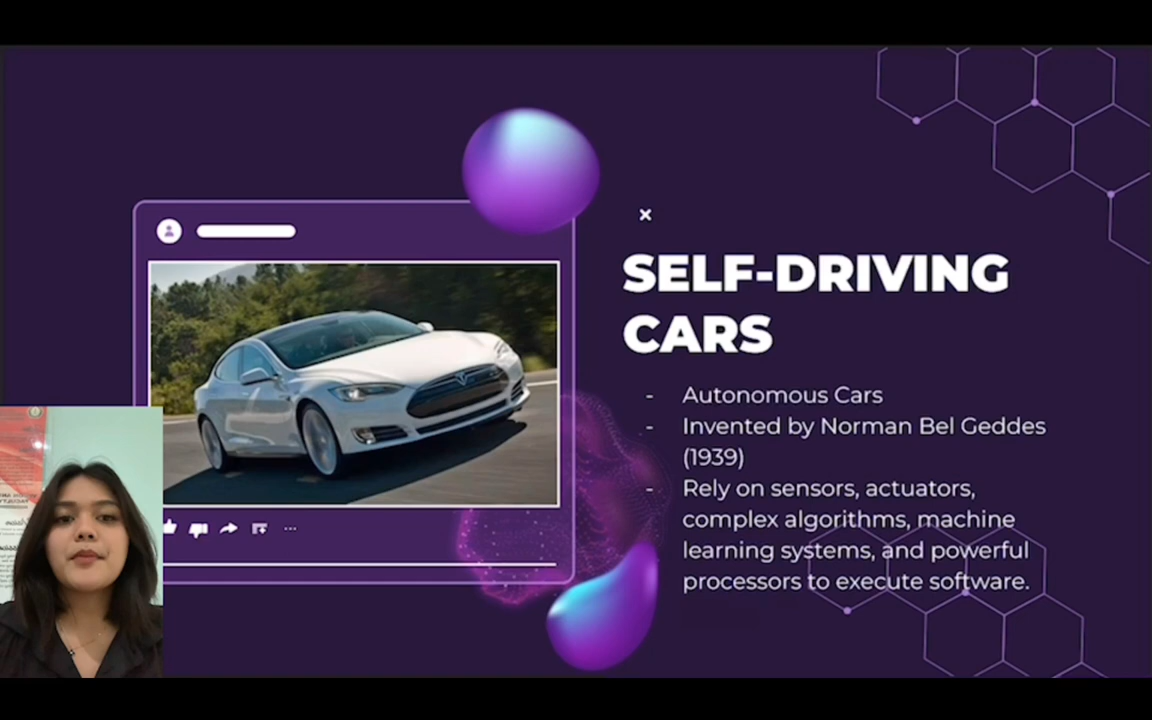 SELF-DRIVING
CARS
- Autonomous Cars
- Invented by Norman Bel Geddes
(1939)
- Rely on sensors, actuators,
complex algorithms, machine
learning systems, and powerful
processors to execute software.